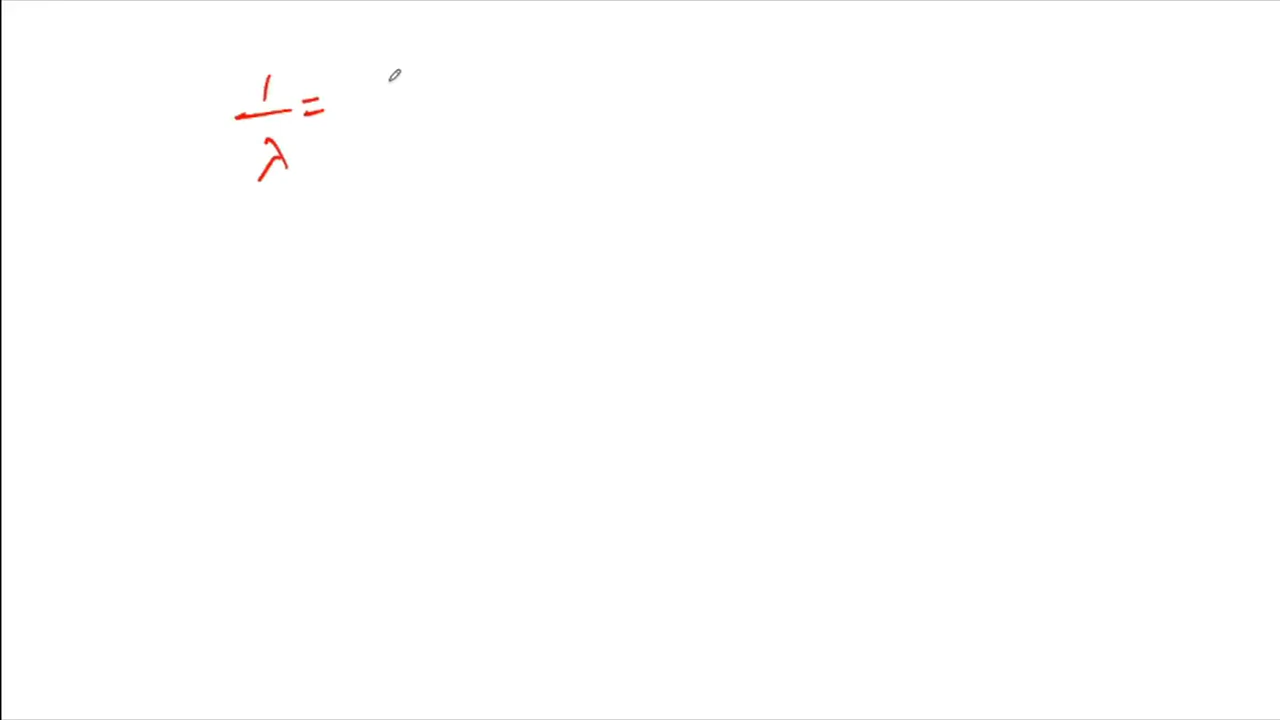 1/λ =